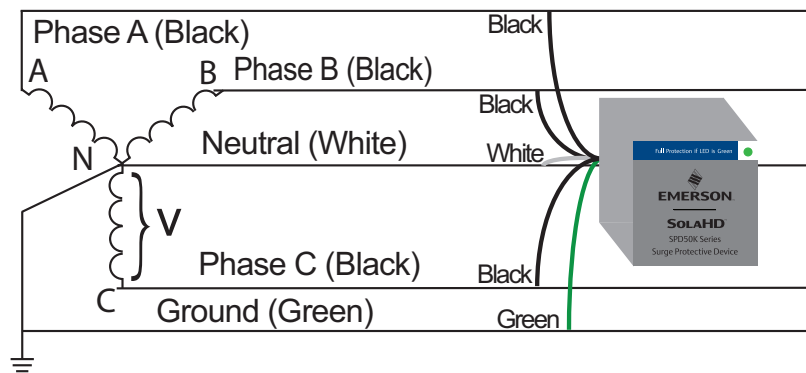 Phase A (Black)
Black
A
B
Phase B (Black)
Black
N
Neutral (White)
White
Full Protection if LED is Green
EMERSON
SOLAHD
SPD50K Series
Surge Protective Device
V
Phase C (Black)
Black
C
Ground (Green)
Green